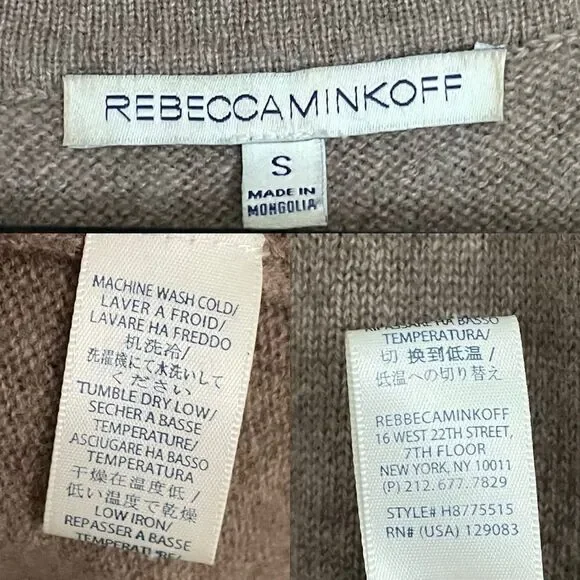 REBECCAMINKOFF
S
MADE IN
MONGOLIA
MACHINE WASH COLD/
LAVER A FROID/
LAVARE HA FREDDO
机洗冷/
洗濯機にて水洗いして
ください
TUMBLE DRY LOW/
SECHER A BASSE
TEMPERATURE/
ASCIUGARE HA BASSO
TEMPERATURA
干燥在温度低/
低い温度で乾燥
LOW IRON/
REPASSER A BASSE
TEMPERATURE/
RIPASSARE HA BASSO
TEMPERATURA/
切 换到低温/
低温への切り替え
REBBECAMINKOFF
16 WEST 22TH STREET,
7TH FLOOR
NEW YORK, NY 10011
(P) 212.677.7829
STYLE# H8775515
RN# (USA) 129083